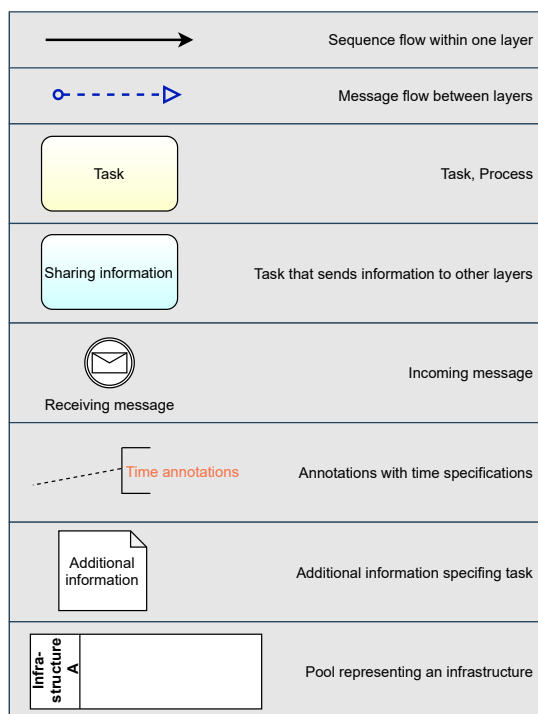 Sequence flow within one layer
Message flow between layers
Task
Task, Process
Sharing information
Task that sends information to other layers
Incoming message
Receiving message
Time annotations
Annotations with time specifications
Additional
information
Additional information specifing task
Infra-
structure
A
Pool representing an infrastructure